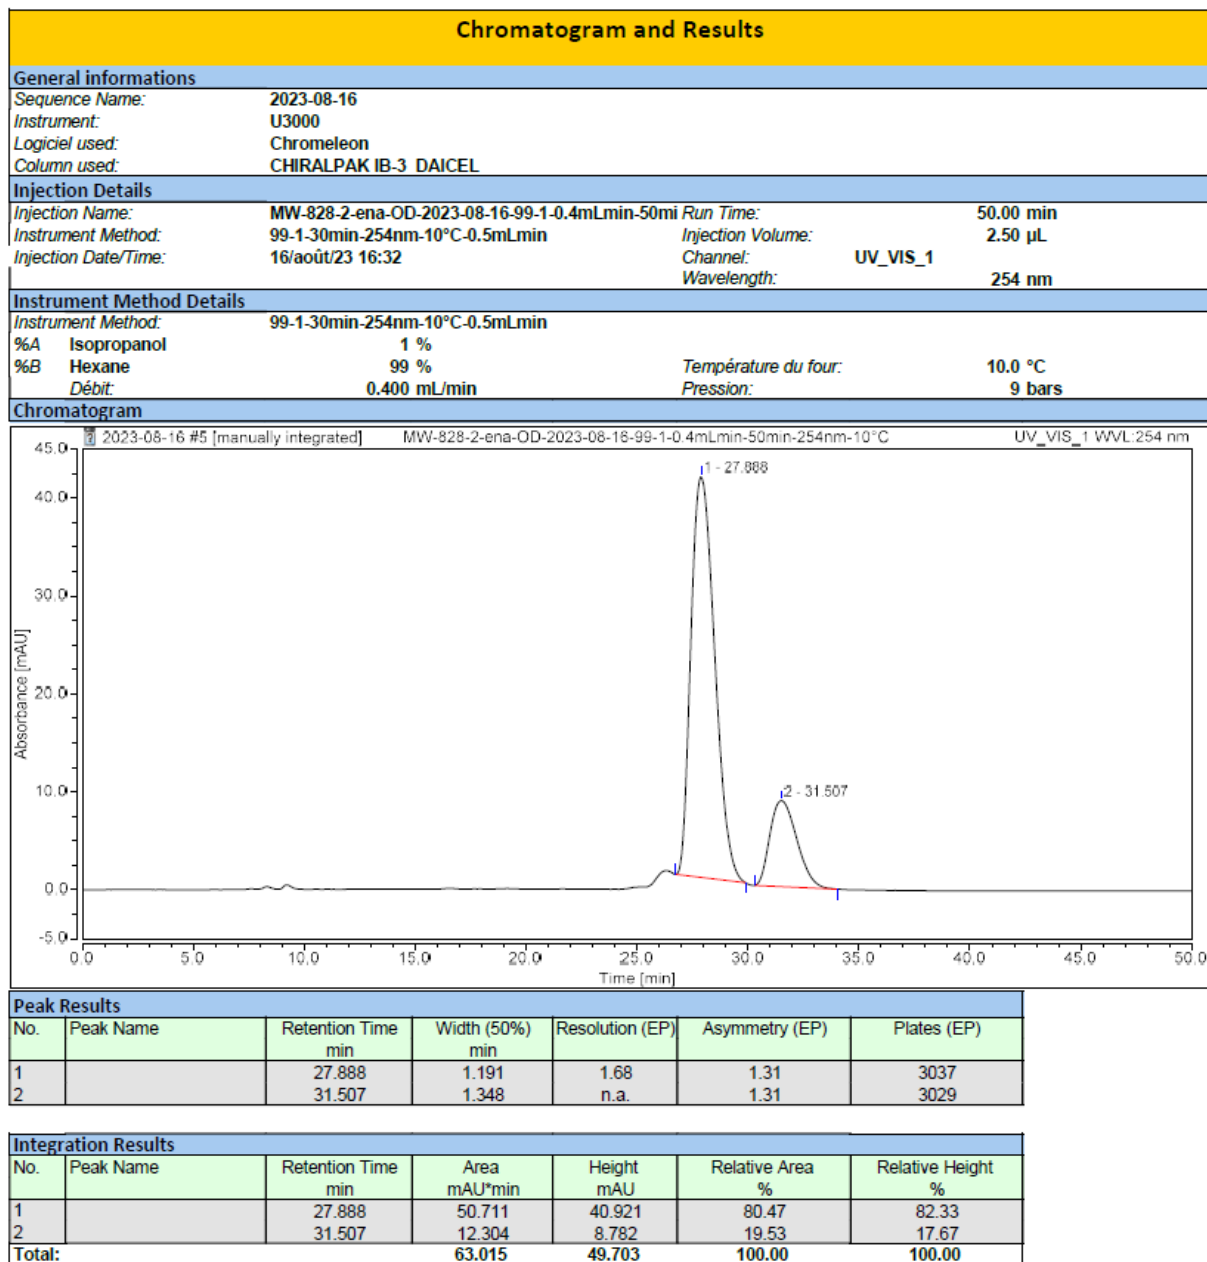 Chromatogram and Results
General informations
Sequence Name: 2023-08-16
Instrument: U3000
Logiciel used: Chromeleon
Column used: CHIRALPAK IB-3 DAICEL
Injection Details
Injection Name: MW-828-2-ena-OD-2023-08-16-99-1-0.4mLmin-50mi Run Time: 50.00 min
Instrument Method: 99-1-30min-254nm-10°C-0.5mLmin Injection Volume: 2.50 µL
Injection Date/Time: 16/août/23 16:32 Channel: UV_VIS_1
Wavelength: 254 nm
Instrument Method Details
Instrument Method: 99-1-30min-254nm-10°C-0.5mLmin
%A Isopropanol 1 %
%B Hexane 99 % Température du four: 10.0 °C
Débit: 0.400 mL/min Pression: 9 bars
Chromatogram
2023-08-16 #5 [manually integrated] MW-828-2-ena-OD-2023-08-16-99-1-0.4mLmin-50min-254nm-10°C UV_VIS_1 WVL:254 nm
45.0
40.0
30.0
20.0
10.0
0.0
-5.0
Absorbance [mAU]
1 - 27.888
2 - 31.507
0.0 5.0 10.0 15.0 20.0 25.0 30.0 35.0 40.0 45.0 50.0
Time [min]
Peak Results
No. Peak Name Retention Time Width (50%) Resolution (EP) Asymmetry (EP) Plates (EP)
min min
1 27.888 1.191 1.68 1.31 3037
2 31.507 1.348 n.a. 1.31 3029
Integration Results
No. Peak Name Retention Time Area Height Relative Area Relative Height
min mAU*min mAU % %
1 27.888 50.711 40.921 80.47 82.33
2 31.507 12.304 8.782 19.53 17.67
Total: 63.015 49.703 100.00 100.00